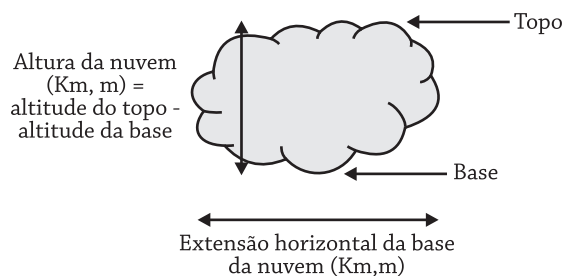 Topo
Altura da nuvem
(Km, m) =
altitude do topo -
altitude da base
Base
Extensão horizontal da base
da nuvem (Km,m)